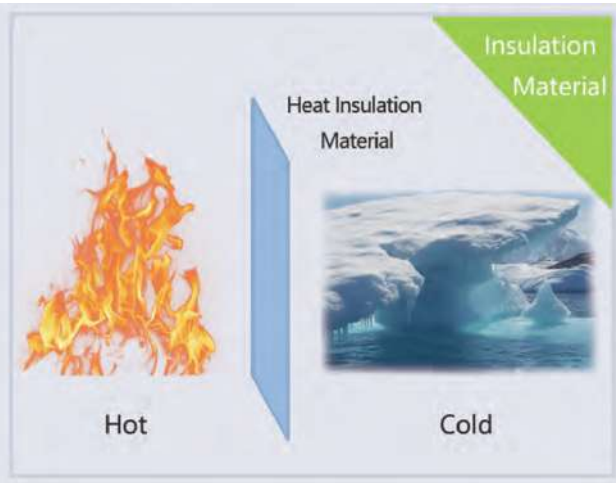 Insulation
Material
Heat Insulation
Material
Hot
Cold